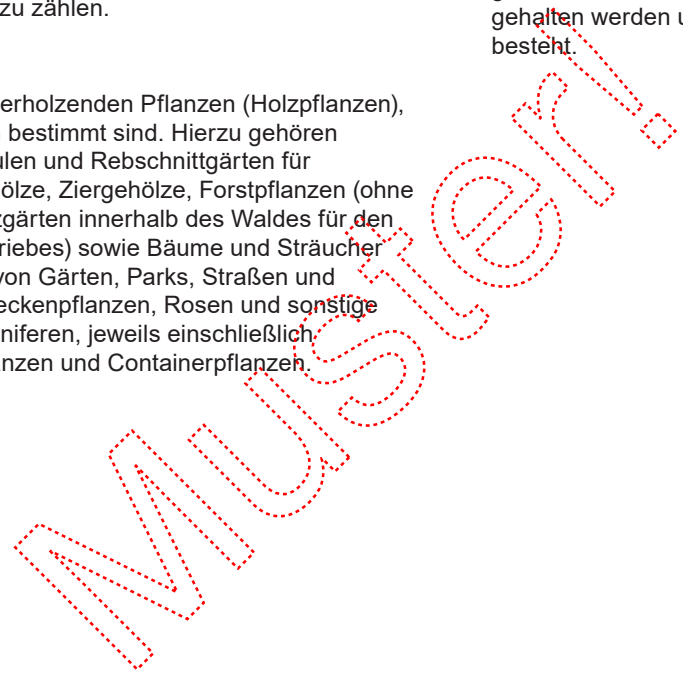 zu zählen.
erholzenden Pflanzen (Holzpflanzen),
bestimmt sind. Hierzu gehören
ulen und Rebschnittgärten für
ölze, Ziergehölze, Forstpflanzen (ohne
zgärten innerhalb des Waldes für den
riebes) sowie Bäume und Sträucher
von Gärten, Parks, Straßen und
eckenpflanzen, Rosen und sonstige
niferen, jeweils einschließlich
nzen und Containerpflanzen.
gehalten werden u
besteht.
Muster!